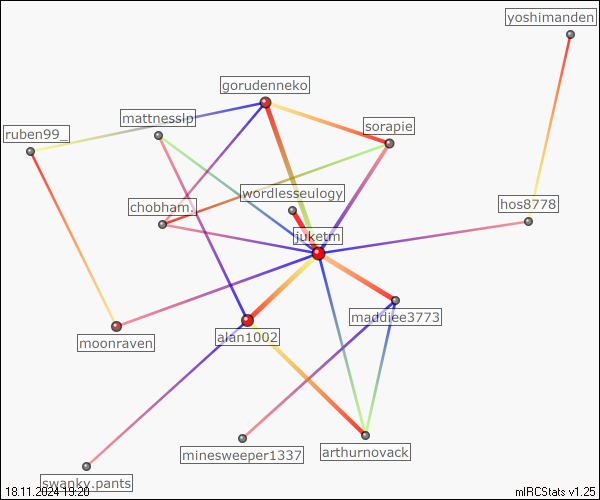 yoshimanden
gorudenneko
mattnesslp
sorapie
ruben99_
wordlesseulogy
chobham.
hos8778
juketm
maddiee3773
alan1002
moonraven
arthurnovack
minesweeper1337
swanky.pants
18.11.2024 19:20
mIRCStats v1.25